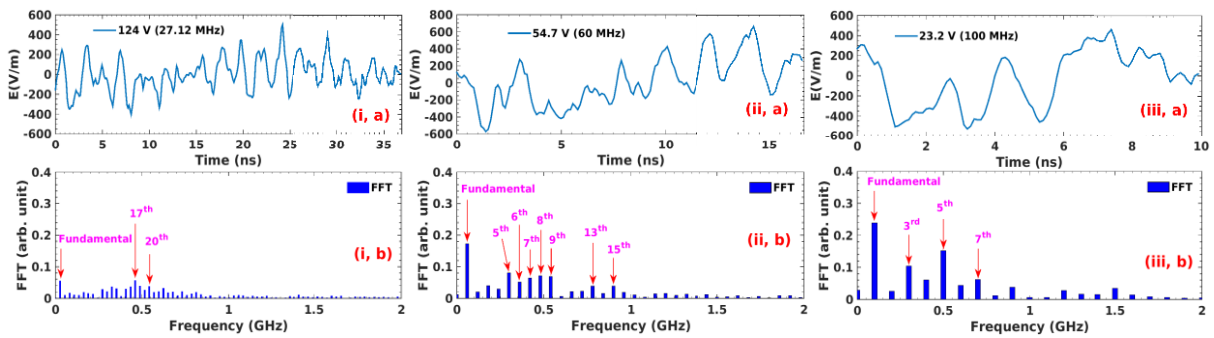 600
400
200
0
-200
-400
-600
E(V/m)
124 V (27.12 MHz)
(i, a)
0 5 10 15 20 25 30 35
Time (ns)
600
400
200
0
-200
-400
-600
E(V/m)
54.7 V (60 MHz)
(ii, a)
0 5 10 15
Time (ns)
600
400
200
0
-200
-400
-600
E(V/m)
23.2 V (100 MHz)
(iii, a)
0 2 4 6 8 10
Time (ns)
0.4
0.3
0.2
0.1
0
FFT (arb. unit)
FFT
17th
Fundamental
20th
(i, b)
0 0.5 1 1.5 2
Frequency (GHz)
0.4
0.3
0.2
0.1
0
FFT (arb. unit)
FFT
Fundamental
6th 8th
5th 7th 9th 13th
15th
(ii, b)
0 0.5 1 1.5 2
Frequency (GHz)
0.4
0.3
0.2
0.1
0
FFT (arb. unit)
FFT
Fundamental
3rd 5th
7th
(iii, b)
0 0.5 1 1.5 2
Frequency (GHz)